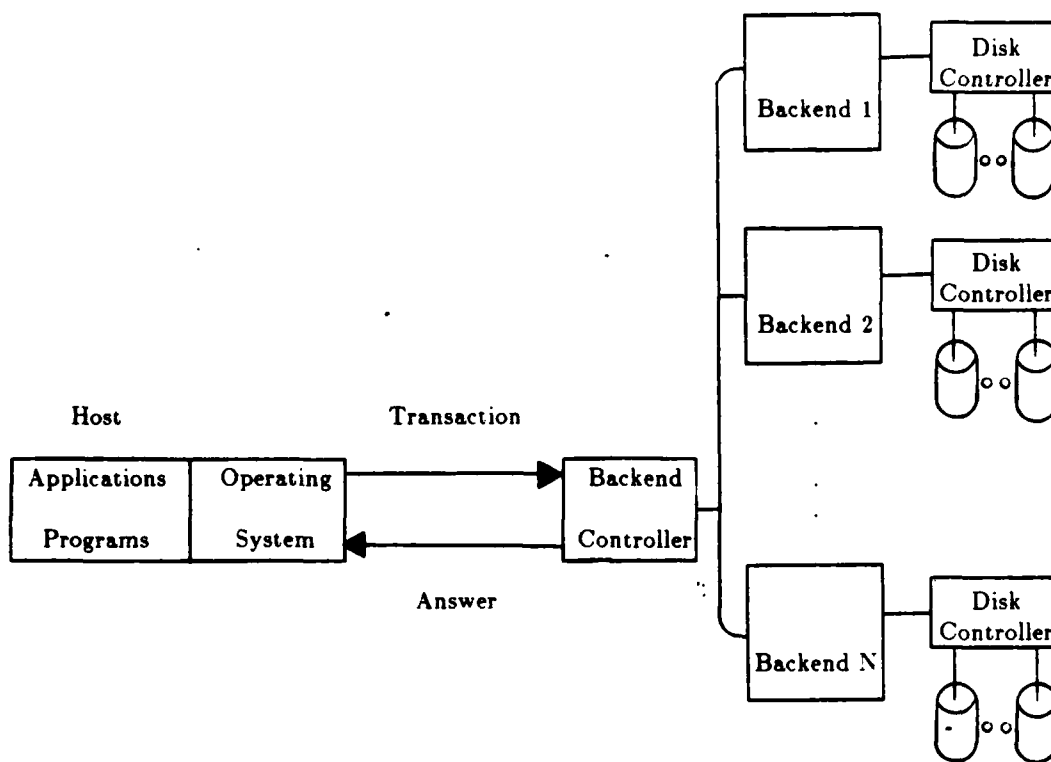 Disk
Controller
Backend 1
Disk
Controller
Backend 2
Host
Transaction
Applications
Programs
Operating
System
Backend
Controller
Answer
Disk
Controller
Backend N